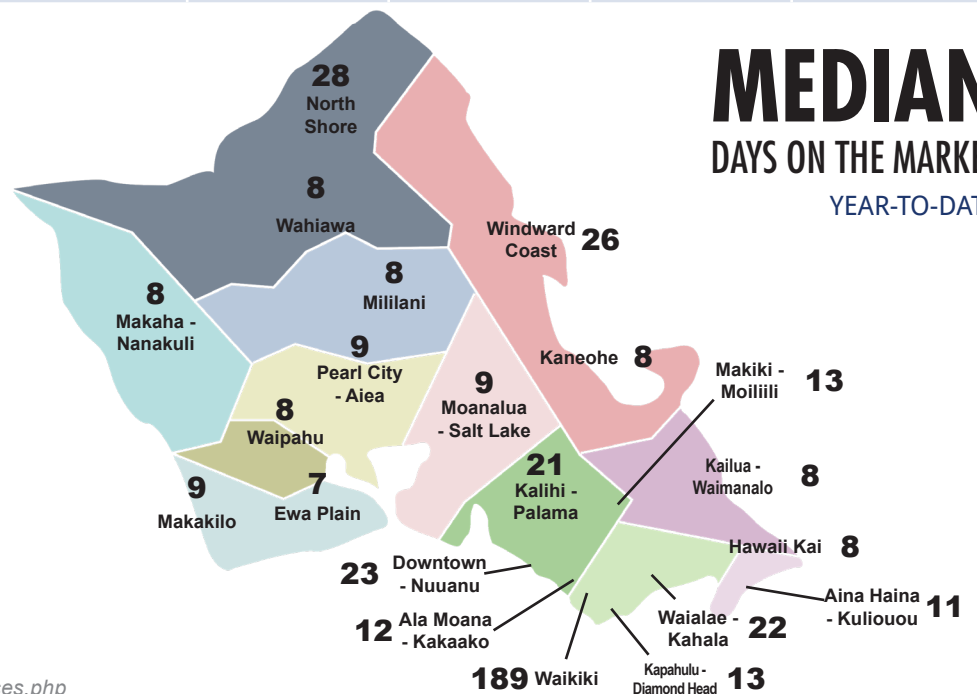 MEDIAN
DAYS ON THE MARKE
YEAR-TO-DAT
28
North
Shore
8
Wahiawa
Windward
Coast 26
8
Mililani
8
Makaha -
Nanakuli
9
Pearl City
- Aiea
Kaneohe 8
Makiki -
Moiliili 13
9
Moanalua
- Salt Lake
8
Waipahu
21
Kalihi -
Palama
Kailua -
Waimanalo 8
9
Makakilo
7
Ewa Plain
Hawaii Kai 8
23 Downtown
- Nuuanu
Aina Haina
- Kuliouou 11
12 Ala Moana
- Kakaako
Waialae -
Kahala 22
189 Waikiki
Kapahulu -
Diamond Head 13
es.php